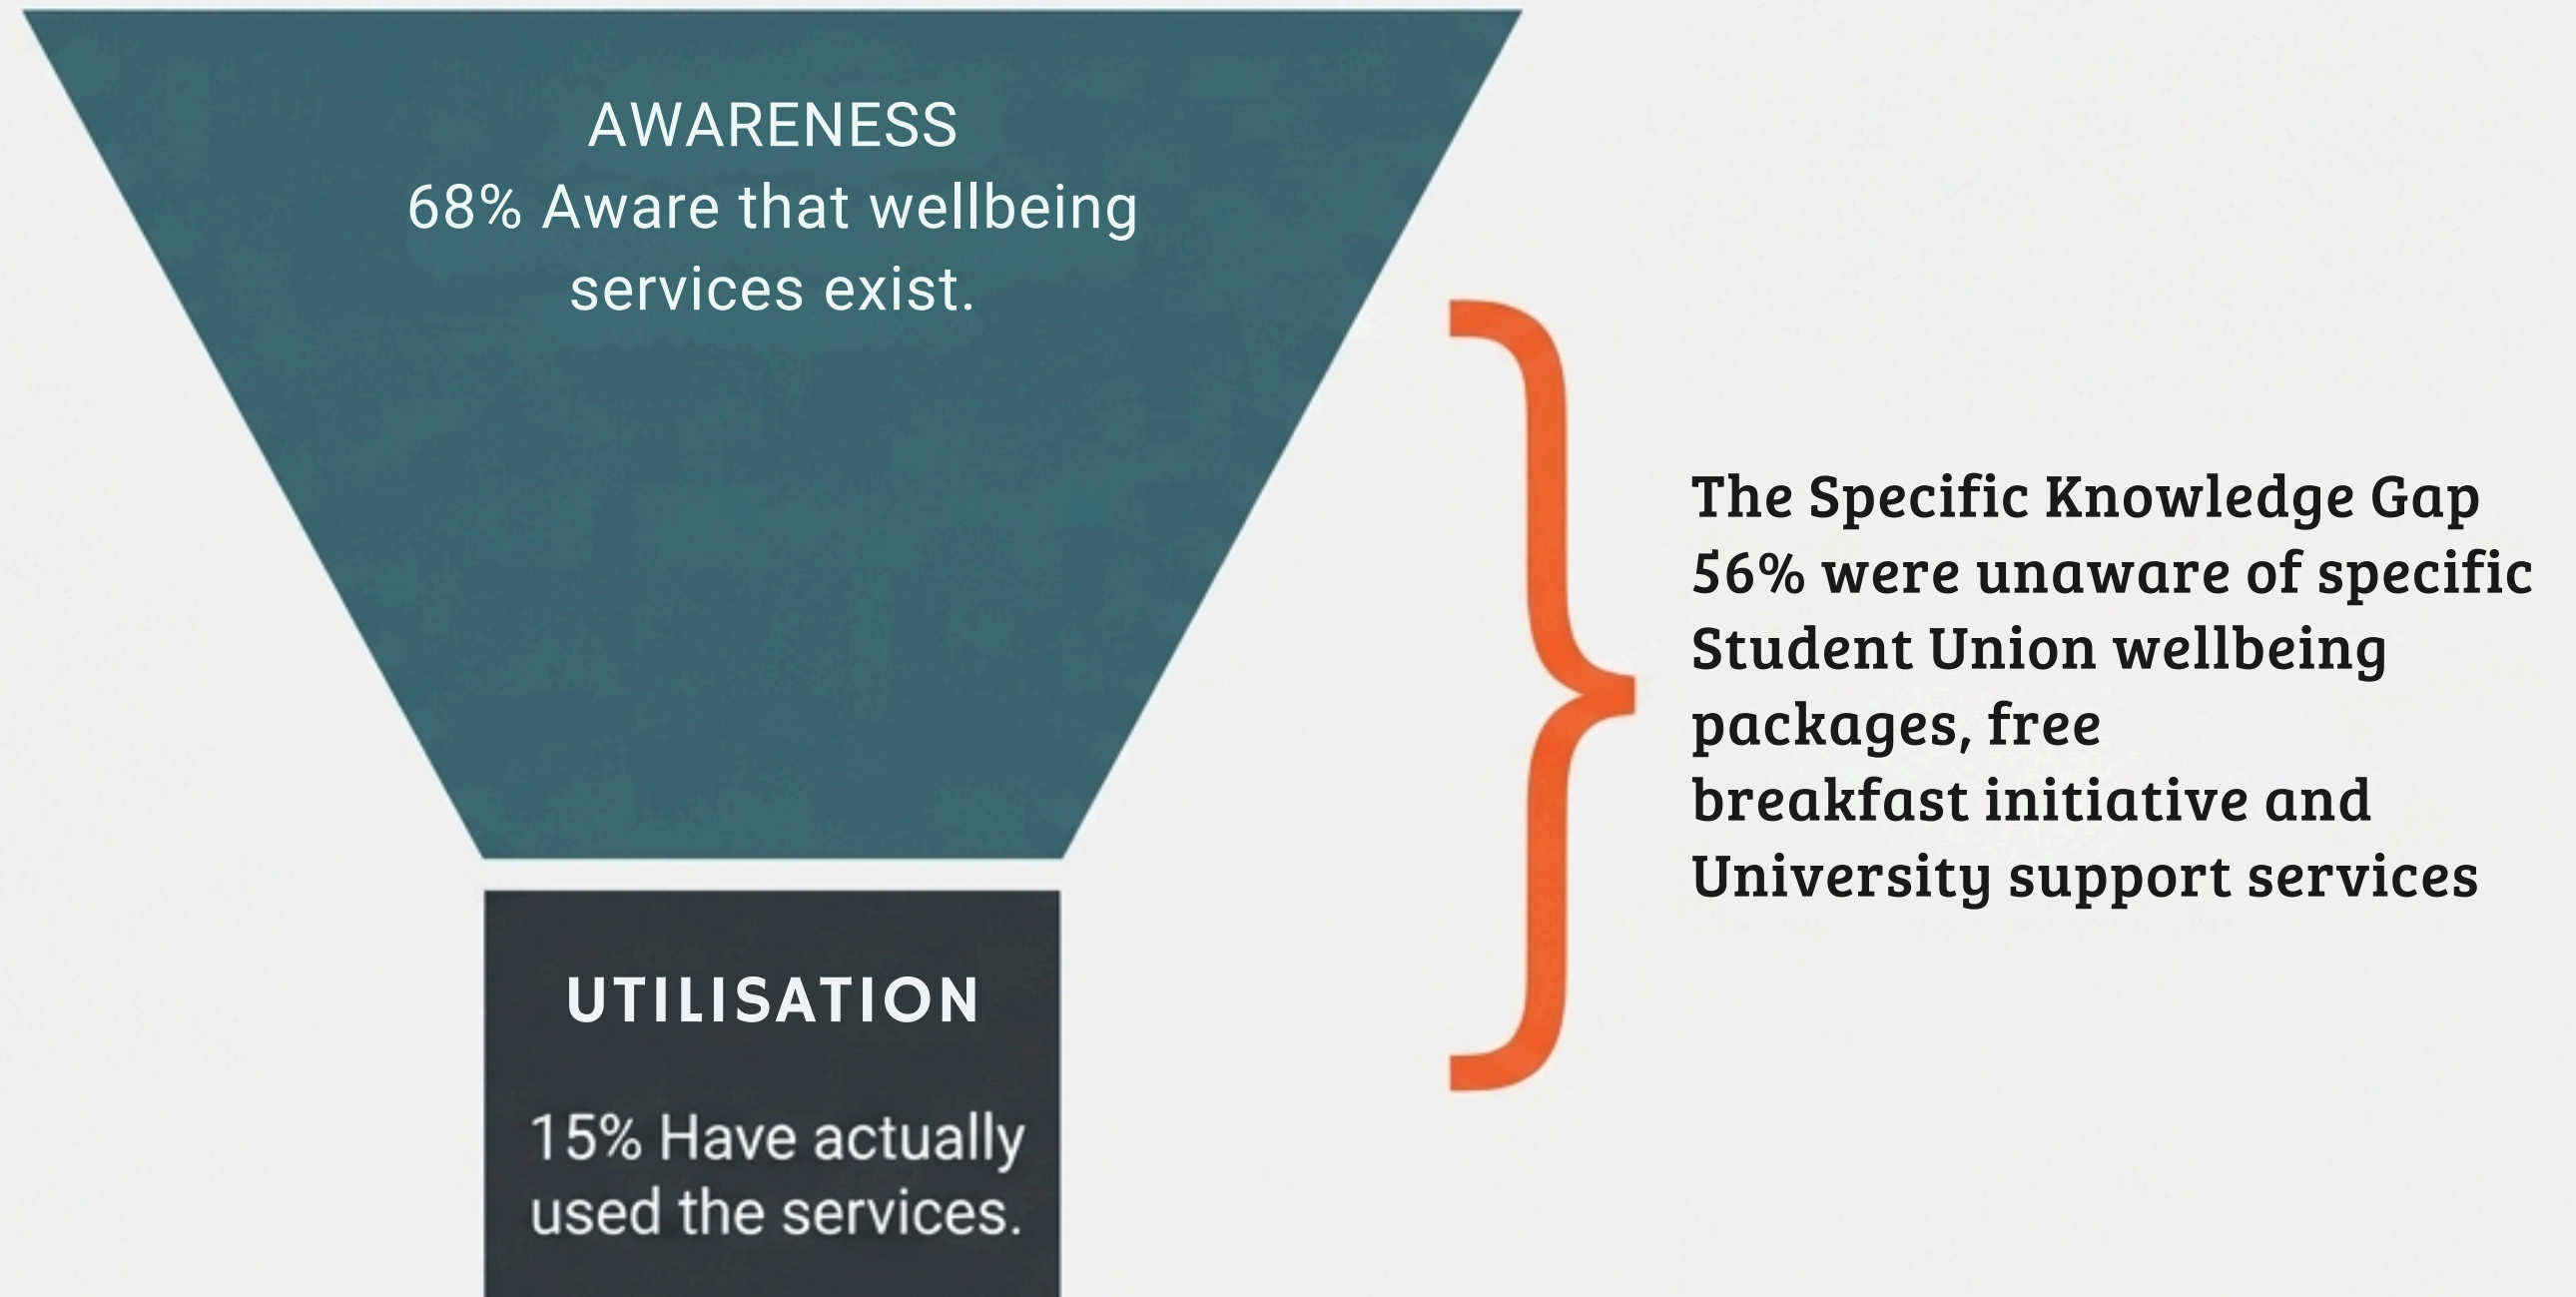 AWARENESS
68% Aware that wellbeing
services exist.
The Specific Knowledge Gap
56% were unaware of specific
Student Union wellbeing
packages, free
breakfast initiative and
University support services
UTILISATION
15% Have actually
used the services.